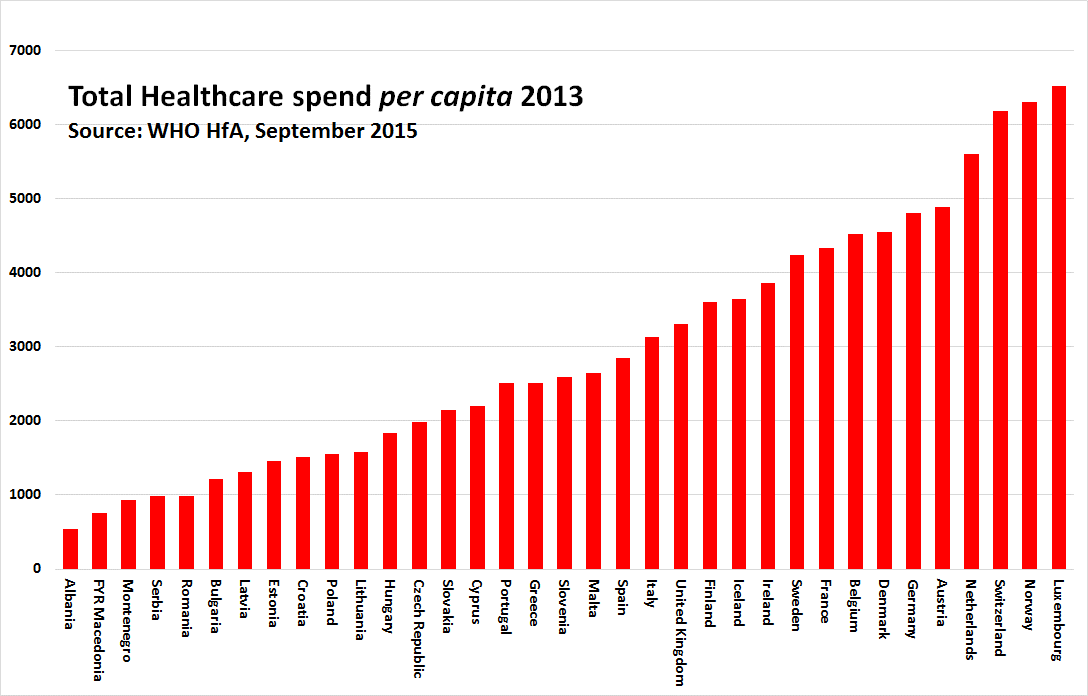 7000
Total Healthcare spend per capita 2013
6000
Source: WHO HfA, September 2015
5000
4000
3000
2000
1000
0
Albania
FYR Macedonia
Montenegro
Serbia
Romania
Bulgaria
Latvia
Estonia
Croatia
Poland
Lithuania
Hungary
Czech Republic
Slovakia
Cyprus
Portugal
Greece
Slovenia
Malta
Spain
Italy
United Kingdom
Finland
Iceland
Ireland
Sweden
France
Belgium
Denmark
Germany
Austria
Netherlands
Switzerland
Norway
Luxembourg